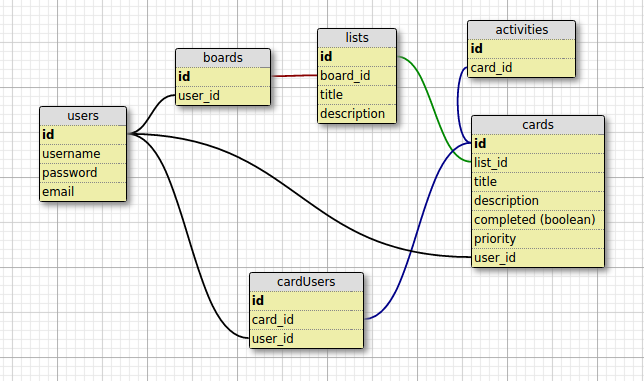 users
id
username
password
email
boards
id
user_id
lists
id
board_id
title
description
activities
id
card_id
cards
id
list_id
title
description
completed (boolean)
priority
user_id
cardUsers
id
card_id
user_id